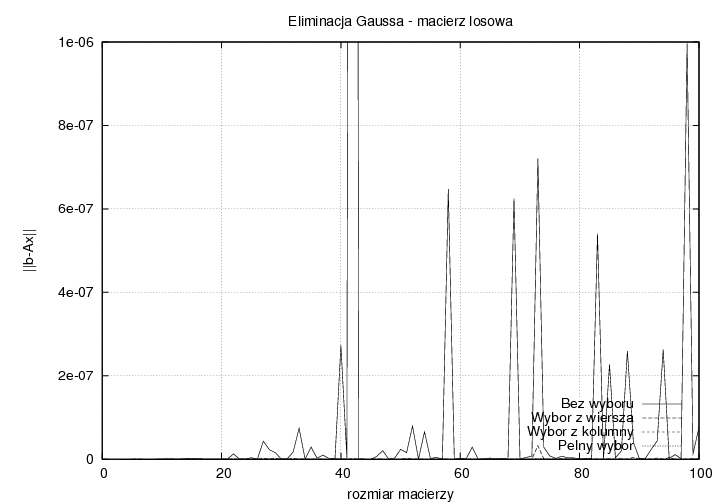 Eliminacja Gaussa - macierz losowa
1e-06
8e-07
6e-07
4e-07
2e-07
0
||b-Ax||
Bez wyboru
Wybor z wiersza
Wybor z kolumny
Pelny wybor
0
20
40
60
80
100
rozmiar macierzy